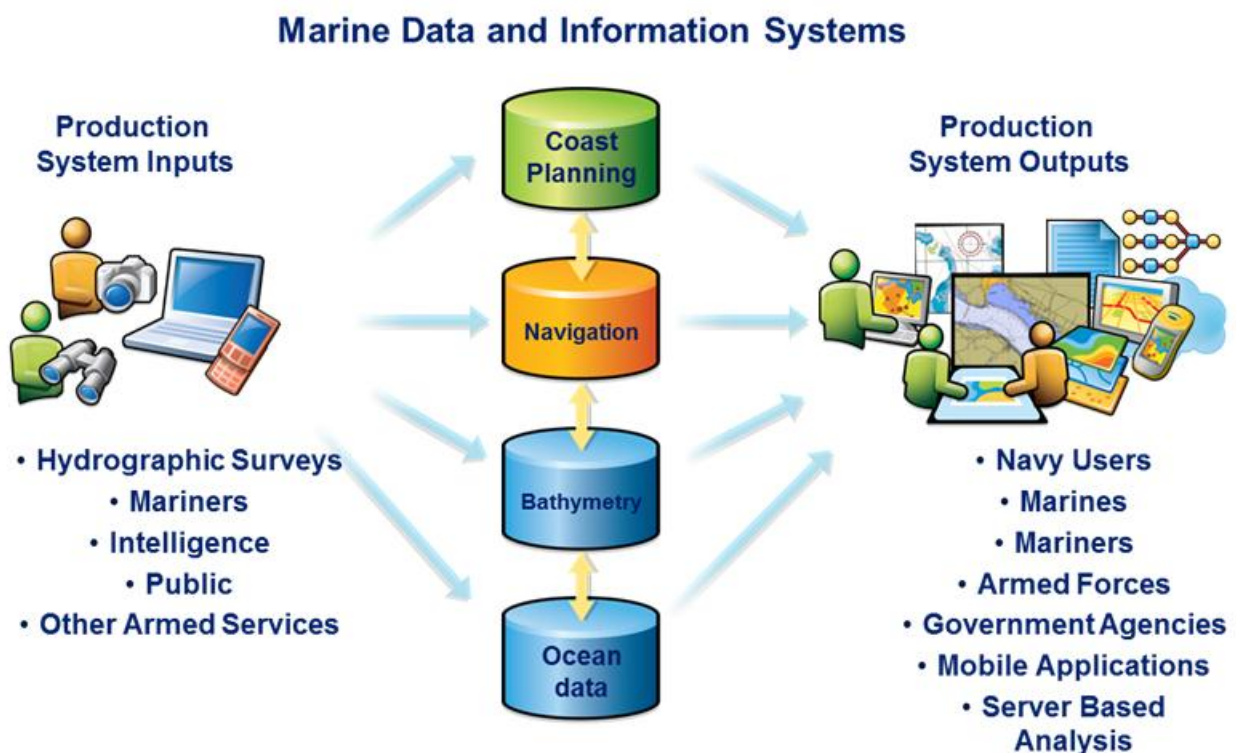 Marine Data and Information Systems
Production
System Inputs
• Hydrographic Surveys
• Mariners
• Intelligence
• Public
• Other Armed Services
Coast
Planning
Navigation
Bathymetry
Ocean
data
Production
System Outputs
• Navy Users
• Marines
• Mariners
• Armed Forces
• Government Agencies
• Mobile Applications
• Server Based
Analysis